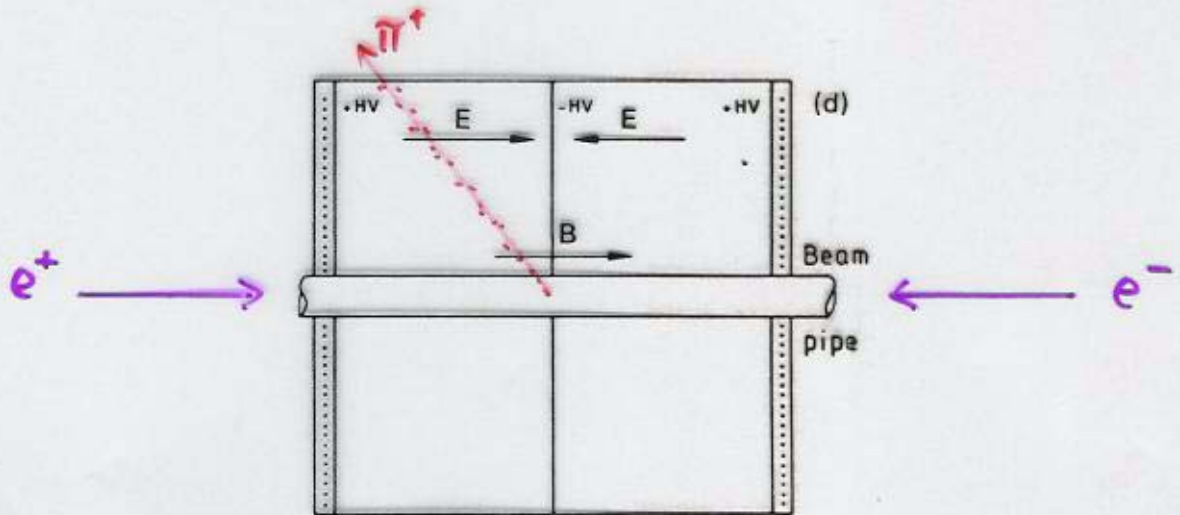 π+
+HV -HV +HV (d)
E E
B
Beam
e+ e-
pipe